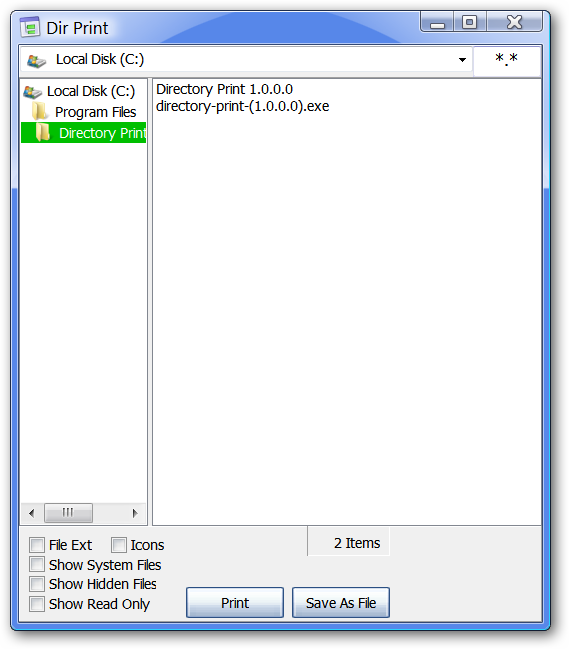 Dir Print
Local Disk (C:)
*.*
Local Disk (C:)
Program Files
Directory Print
Directory Print 1.0.0.0
directory-print-(1.0.0.0).exe
File Ext
Icons
2 Items
Show System Files
Show Hidden Files
Show Read Only
Print
Save As File